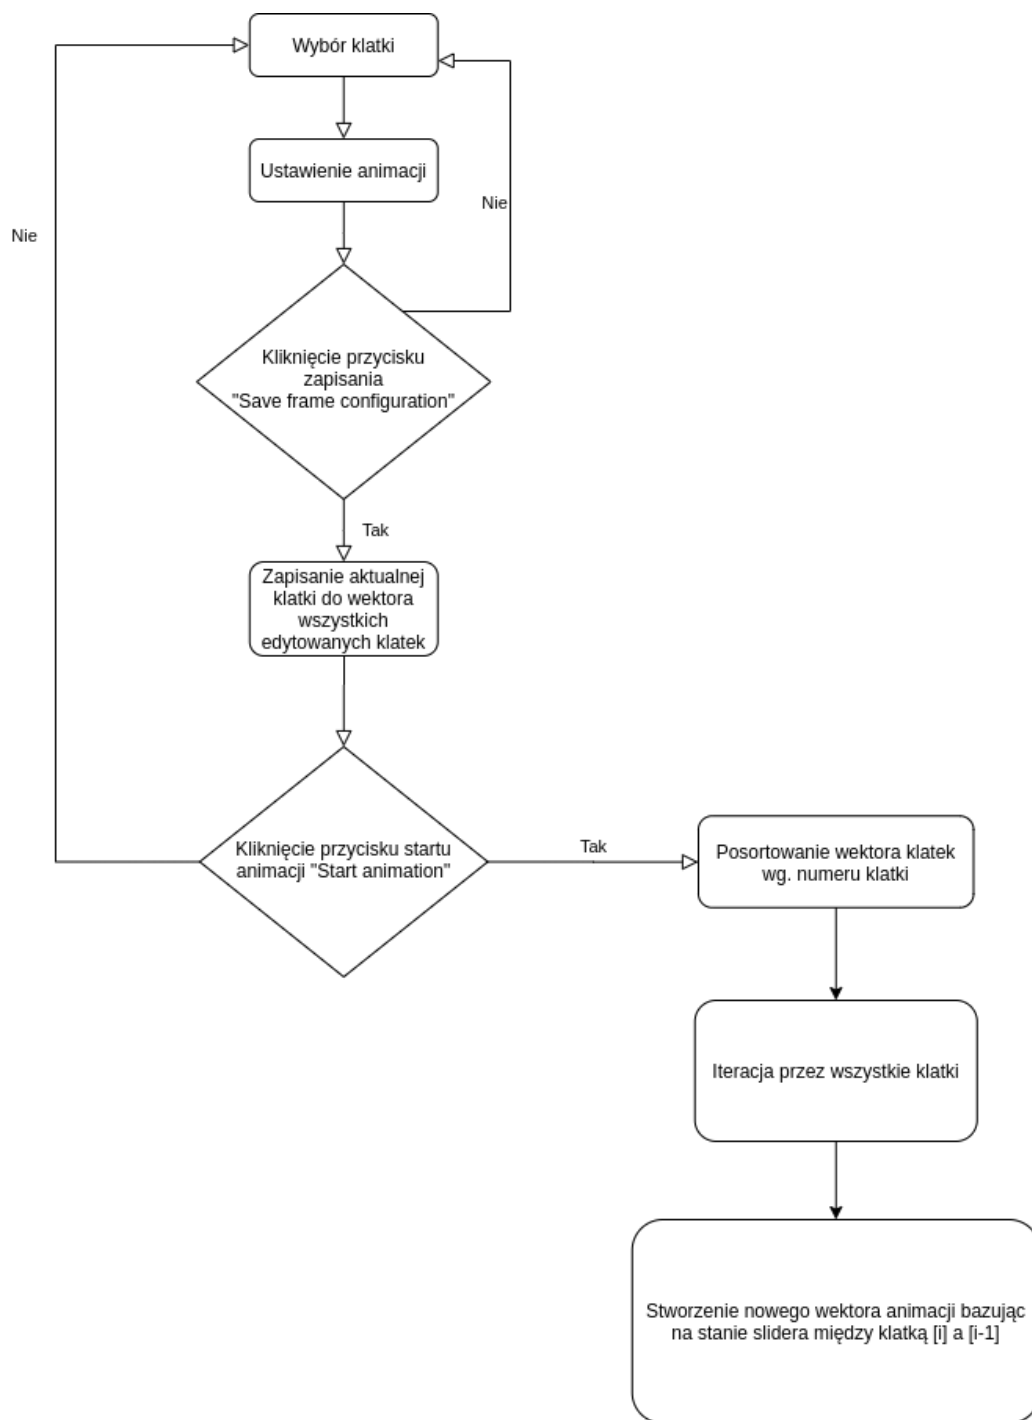 Wybór klatki
Ustawienie animacji
Nie
Nie
Kliknięcie przycisku
zapisania
"Save frame configuration"
Tak
Zapisanie aktualnej
klatki do wektora
wszystkich
edytowanych klatek
Kliknięcie przycisku startu
animacji "Start animation"
Tak
Posortowanie wektora klatek
wg. numeru klatki
Iteracja przez wszystkie klatki
Stworzenie nowego wektora animacji bazując
na stanie slidera między klatką [i] a [i-1]